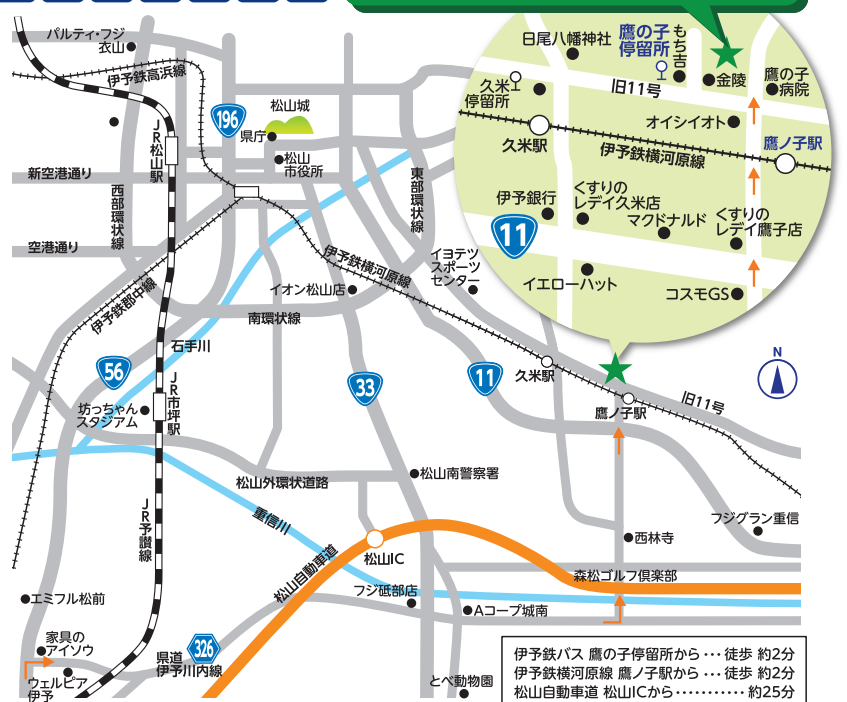 パルティ・フジ
衣山
伊予鉄高浜線
196
松山城
県庁
松山
市役所
JR松山駅
新空港通り
西部環状線
空港通り
東部環状線
伊予鉄横河原線
イヨテツ
スポーツ
センター
イオン松山店
伊予鉄郡中線
南環状線
石手川
56
33
11
JR市坪駅
坊っちゃん
スタジアム
久米駅
鷹ノ子駅
旧11号
N
松山外環状道路
松山南警察署
重信川
JR予讃線
松山IC
松山自動車道
西林寺
フジグラン重信
森松ゴルフ倶楽部
フジ砥部店
Aコープ城南
エミフル松前
家具の
アイソウ
ウェルピア
伊予
県道
伊予川内線
326
とべ動物園
日尾八幡神社
鷹の子
停留所
もち吉
金陵
鷹の子
病院
久米
停留所
旧11号
オイシイオト
久米駅
伊予鉄横河原線
鷹ノ子駅
伊予銀行
くすりの
レデイ久米店
マクドナルド
くすりの
レデイ鷹子店
11
イエローハット
コスモGS
伊予鉄バス 鷹の子停留所から…徒歩 約2分
伊予鉄横河原線 鷹ノ子駅から…徒歩 約2分
松山自動車道 松山ICから・・・・・・・・・・・約25分